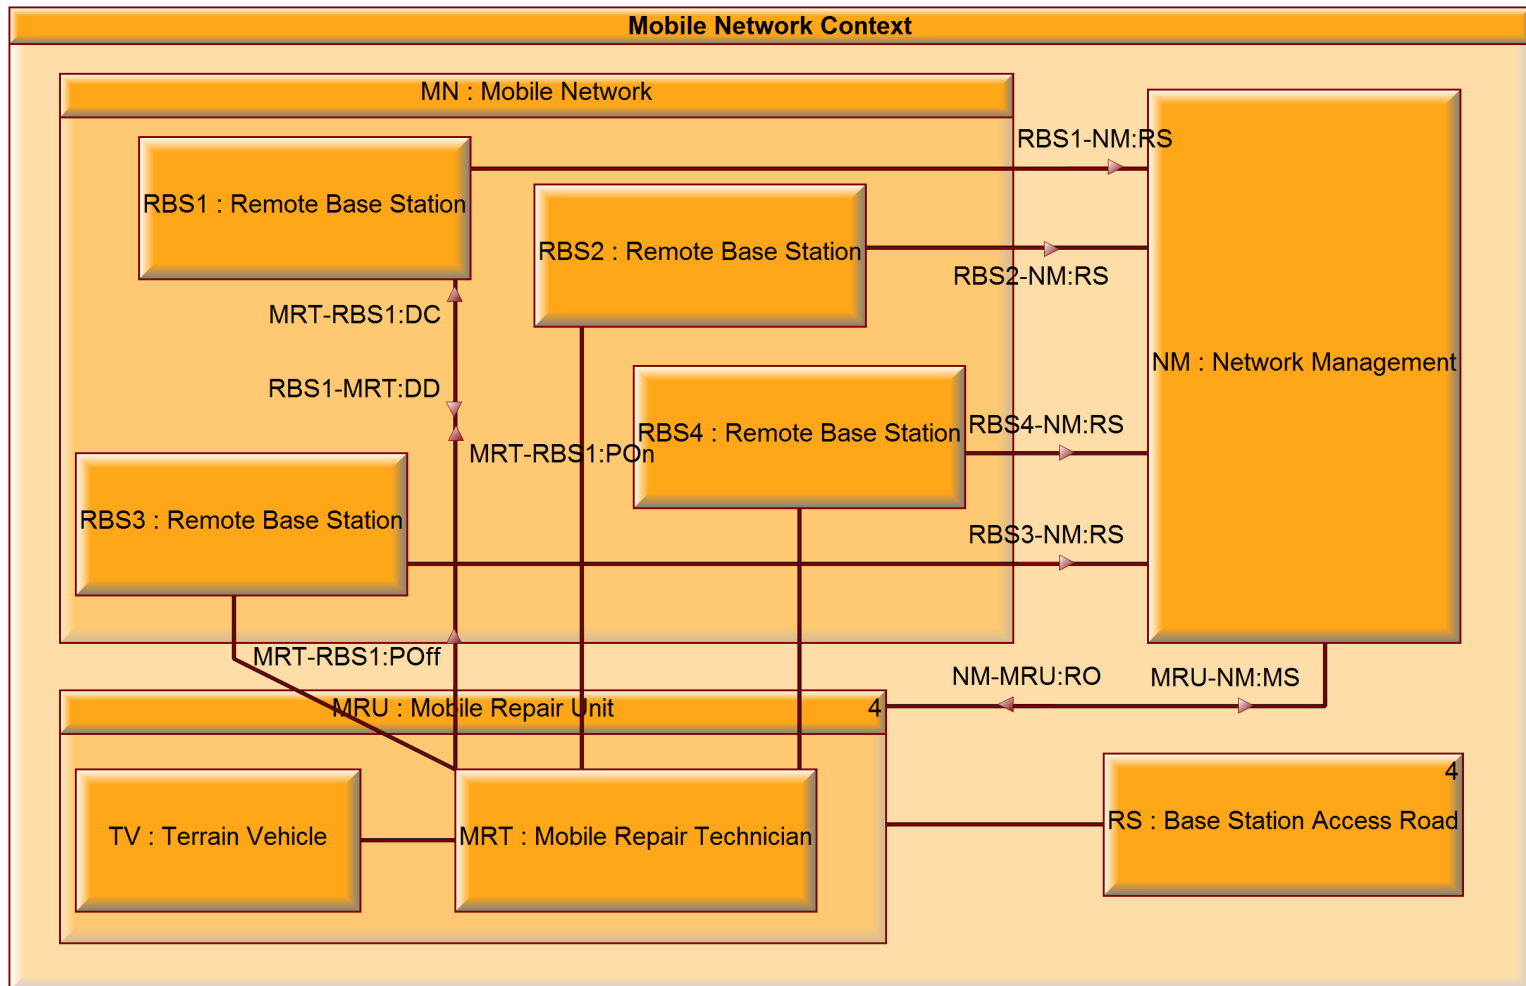 Mobile Network Context
MN : Mobile Network
RBS1-NM:RS
RBS1 : Remote Base Station
RBS2 : Remote Base Station
RBS2-NM:RS
MRT-RBS1:DC
NM : Network Management
RBS1-MRT:DD
RBS4-NM:RS
RBS4 : Remote Base Station
MRT-RBS1:POn
RBS3 : Remote Base Station
RBS3-NM:RS
MRT-RBS1:POff
NM-MRU:RO
MRU-NM:MS
MRU : Mobile Repair Unit
4
4
RS : Base Station Access Road
TV : Terrain Vehicle
MRT : Mobile Repair Technician